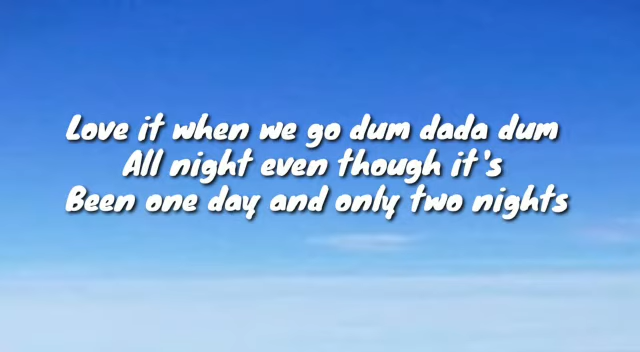 Love it when we go dum dada dum
All night even though it's
Been one day and only two nights